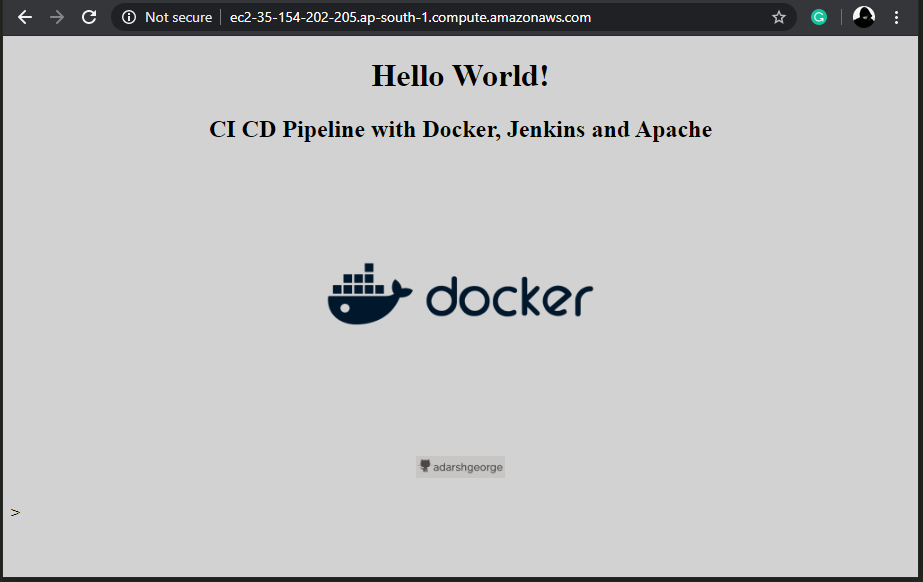 Not secure ec2-35-154-202-205.ap-south-1.compute.amazonaws.com
Hello World!
CI CD Pipeline with Docker, Jenkins and Apache
docker
adarshgeorge
>